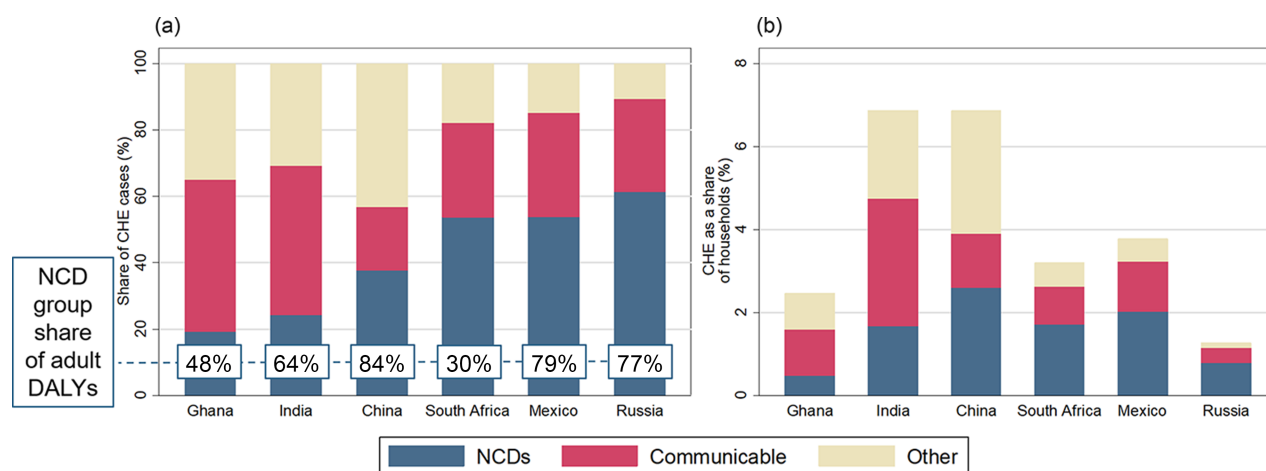 (a)
(b)
Share of CHE cases (%)
100
80
60
40
20
0
NCD
group
share
of adult
DALYs
48%
64%
84%
30%
79%
77%
Ghana
India
China
South Africa
Mexico
Russia
CHE as a share
of households (%)
8
6
4
2
0
Ghana
India
China
South Africa
Mexico
Russia
NCDs
Communicable
Other